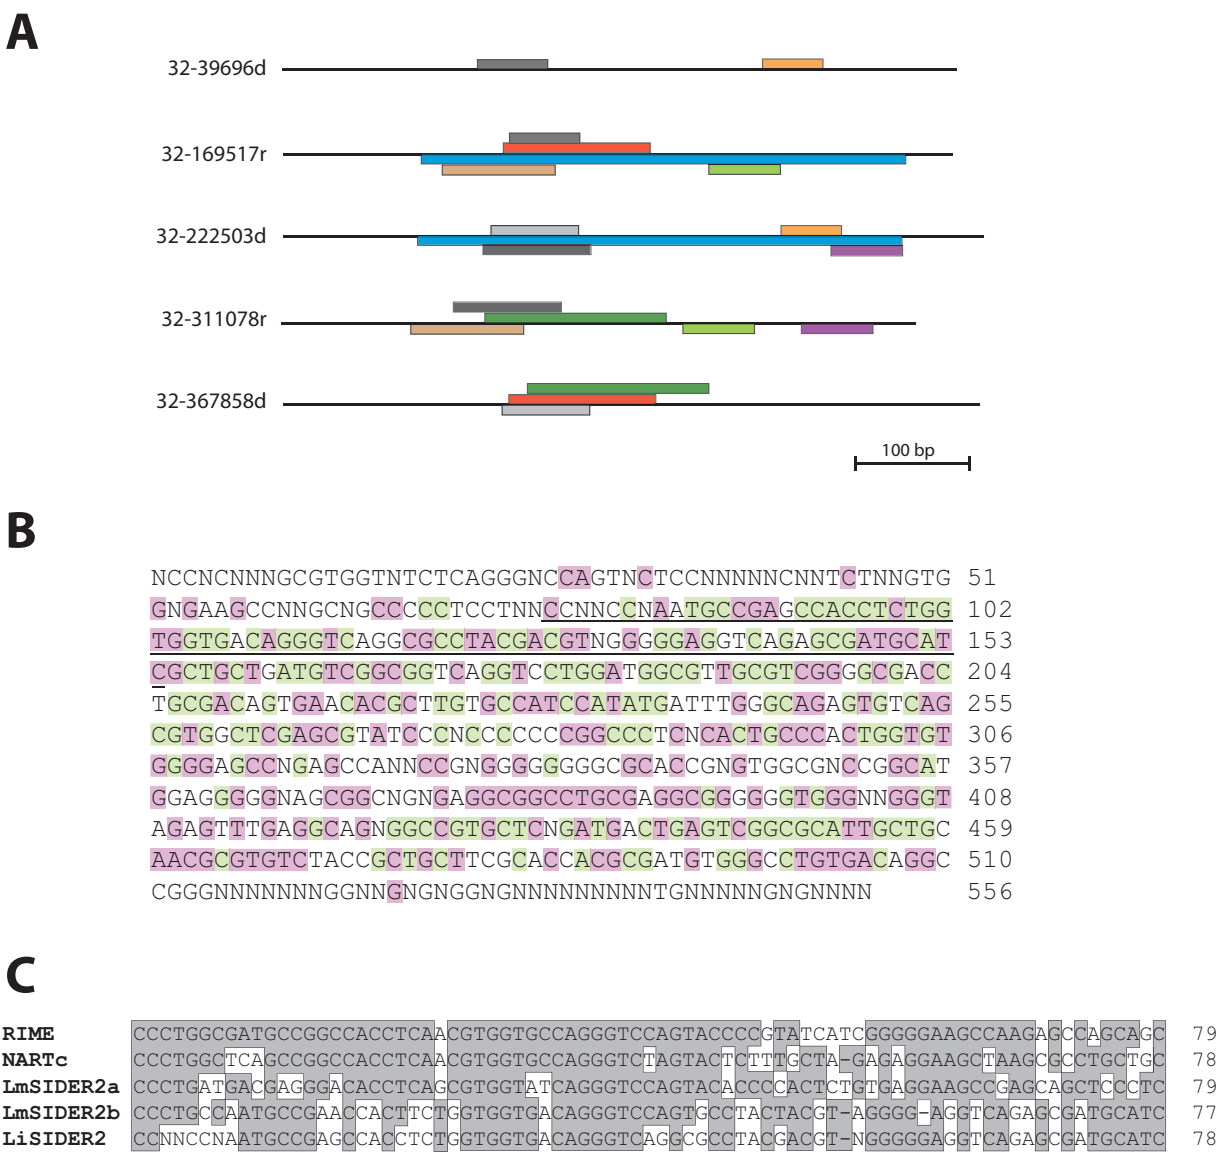 A
32-39696d
32-169517r
32-222503d
32-311078r
32-367858d
100 bp
B
NCCNCNNNGCGTGGTNTCTCAGGGNCCAGTNCTCCNNNNNCNNTCTNNGTG 51
GNGAAGCCNNGCNGCCCCCTCCTNNCCNNCCNAATGCCGAGCCACCTCTGG 102
TGGTGACAGGGTCAGGCGCCTACGACGTNGGGGGAGGTCAGAGCGATGCAT 153
CGCTGCTGATGTCGGCGGTCAGGTCCTGGATGGCGTTGCGTCGGGGCGACC 204
TGCGACAGTGAACACGCTTGTGCCATCCATATGATTTGGGCAGAGTGTCAG 255
CGTGGCTCGAGCGTATCCCNCCCCCCCGGCCCTCNCACTGCCCACTGGTGT 306
GGGGAGCCNGAGCCANNCCGNGGGGGGGGCGCACCGNGTGGCGNCCGGCAT 357
GGAGGGGGNAGCGGCNGNGAGGCGGCCTGCGAGGCGGGGGGTGGGNNGGGT 408
AGAGTTTGAGGCAGNGGCCGTGCTCNGATGACTGAGTCGGCGCATTGCTGC 459
AACGCGTGTCTACCGCTGCTTCGCACCACGCGATGTGGGCCTGTGACAGGC 510
CGGGNNNNNNNGGNNGNGNGGNGNNNNNNNNNTGNNNNNGNGNNNN 556
C
RIME CCCTGGCGATGCCGGCCACCTCAACGTGGTGCCAGGGTCCAGTACCCCGTATCATCGGGGGAAGCCAAGAGCCAGCAGC 79
NARTc CCCTGGCTCAGCCGGCCACCTCAACGTGGTGCCAGGGTCTAGTACTCTTTGCTA-GAGAGGAAGCTAAGCGCCTGCTGC 78
LmSIDER2a CCCTGATGACGAGGGACACCTCAGCGTGGTATCAGGGTCCAGTACACCCCACTCTGTGAGGAAGCCGAGCAGCTCCCTC 79
LmSIDER2b CCCTGCCAATGCCGAACCACTTCTGGTGGTGACAGGGTCCAGTGCCTACTACGT-AGGGG-AGGTCAGAGCGATGCATC 77
LiSIDER2 CCNNCCNAATGCCGAGCCACCTCTGGTGGTGACAGGGTCAGGCGCCTACGACGT-NGGGGGAGGTCAGAGCGATGCATC 78